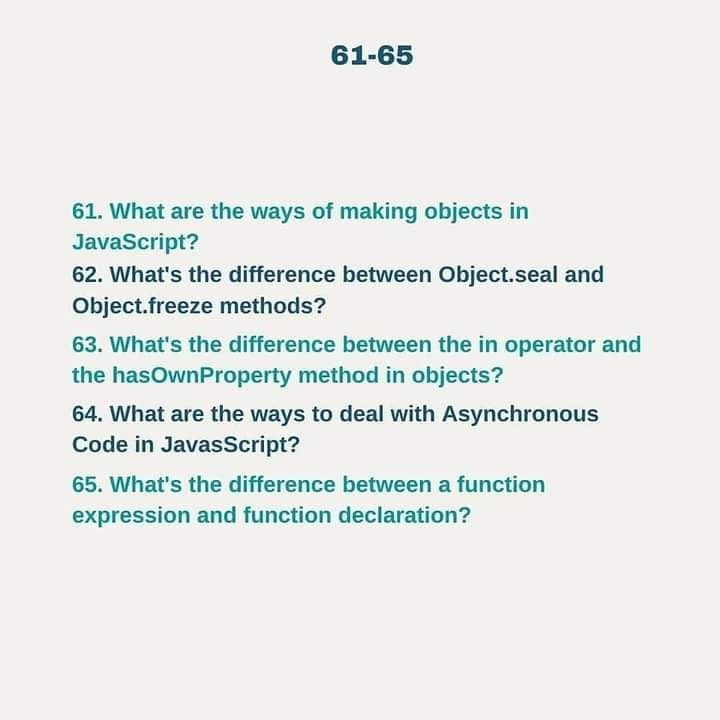 61-65
61. What are the ways of making objects in
JavaScript?
62. What's the difference between Object.seal and
Object.freeze methods?
63. What's the difference between the in operator and
the hasOwnProperty method in objects?
64. What are the ways to deal with Asynchronous
Code in JavasScript?
65. What's the difference between a function
expression and function declaration?